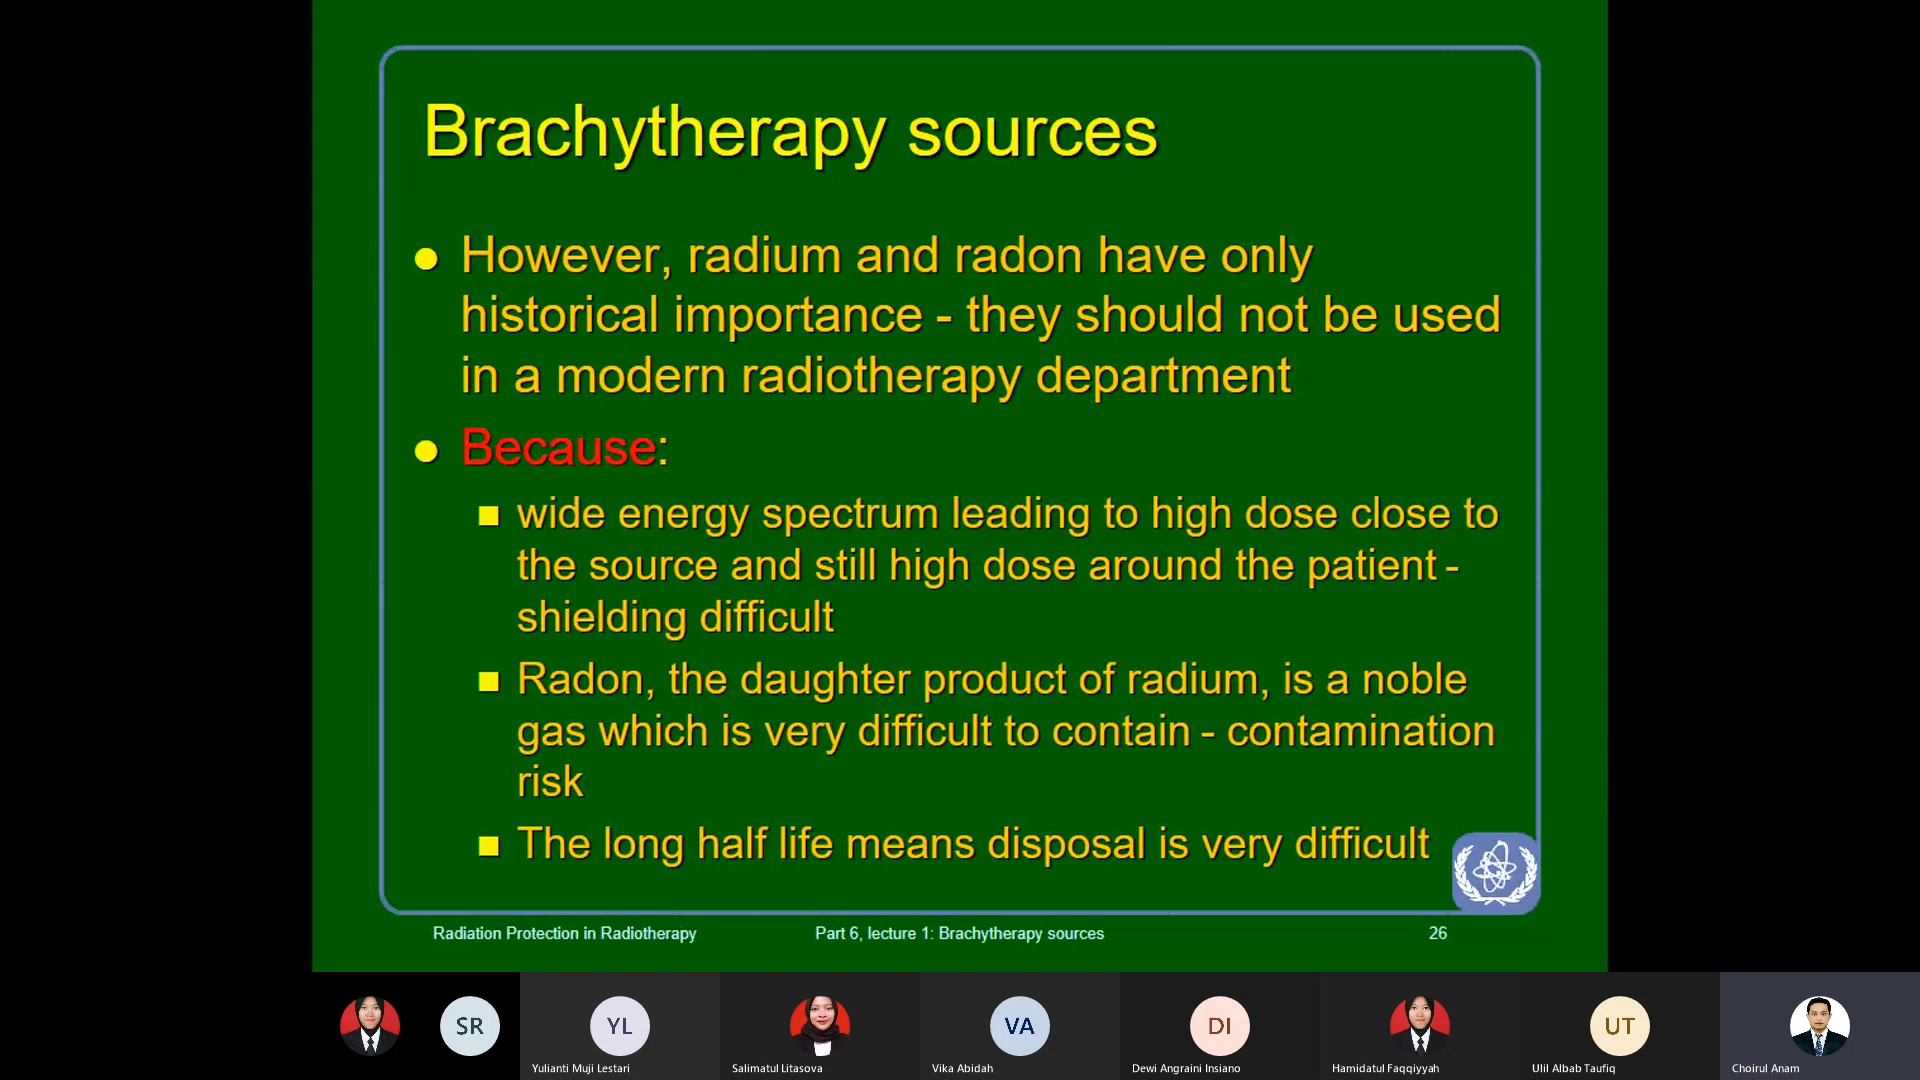 Brachytherapy sources
However, radium and radon have only
historical importance - they should not be used
in a modern radiotherapy department
Because:
wide energy spectrum leading to high dose close to
the source and still high dose around the patient -
shielding difficult
Radon, the daughter product of radium, is a noble
gas which is very difficult to contain - contamination
risk
The long half life means disposal is very difficult
Radiation Protection in Radiotherapy
Part 6, lecture 1: Brachytherapy sources
26
SR
YL
VA
DI
UT
Yulianti Muji Lestari
Salimatul Litasova
Vika Abidah
Dewi Angraini Insiano
Hamidatul Faqqiyyah
Ulil Albab Taufiq
Choirul Anam